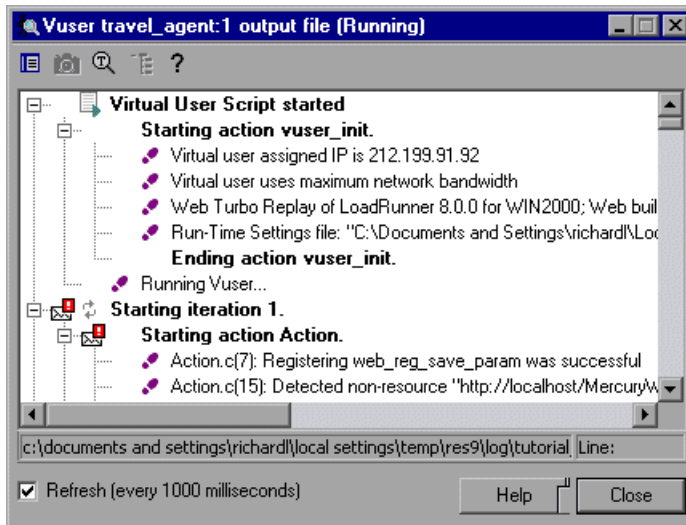 Vuser travel_agent:1 output file (Running)
Virtual User Script started
Starting action vuser_init.
Virtual user assigned IP is 212.199.91.92
Virtual user uses maximum network bandwidth
Web Turbo Replay of LoadRunner 8.0.0 for WIN2000; Web buil
Run-Time Settings file: "C:\Documents and Settings\richardl\Loc
Ending action vuser_init.
Running Vuser...
Starting iteration 1.
Starting action Action.
Action.c(7): Registering web_reg_save_param was successful
Action.c(15): Detected non-resource "http://localhost/MercuryW
c:\documents and settings\richardl\local settings\temp\res9\log\tutorial Line:
Refresh (every 1000 milliseconds) Help Close